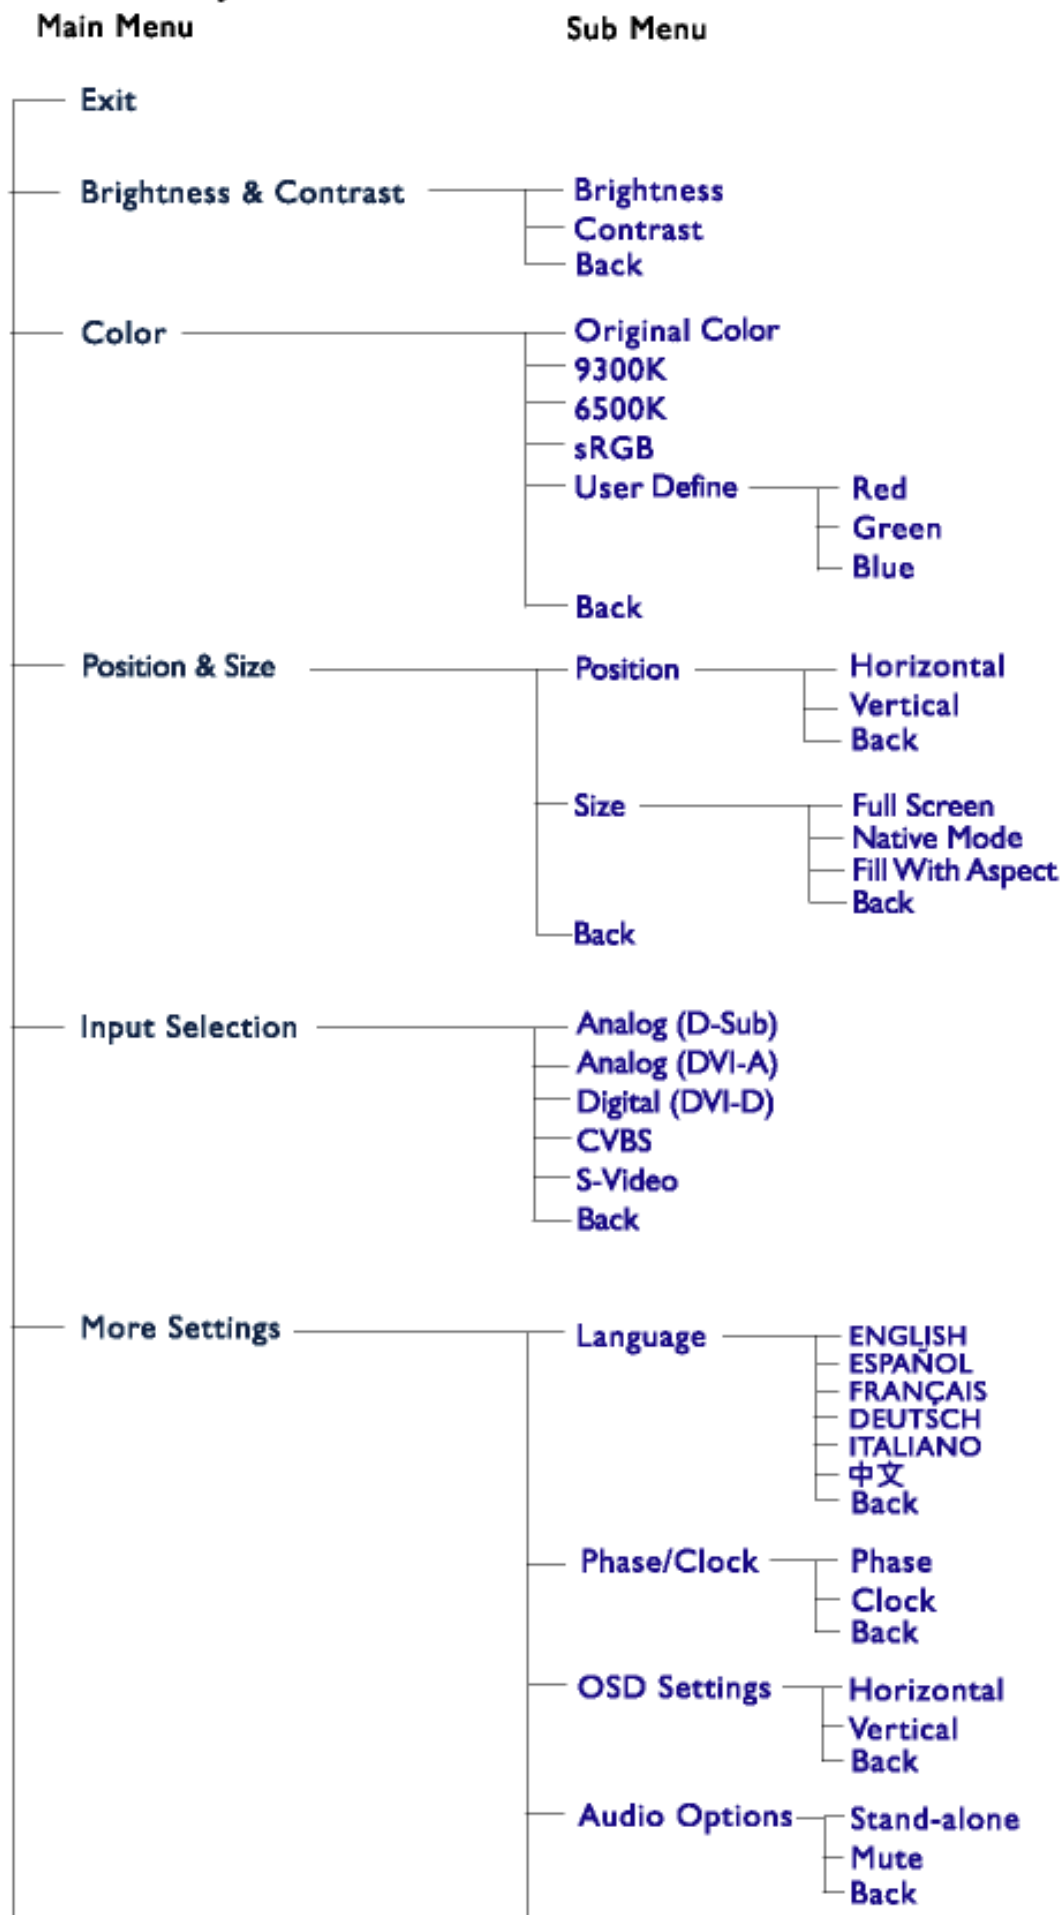 Main Menu Sub Menu
Exit
Brightness & Contrast Brightness
Contrast
Back
Color Original Color
9300K
6500K
sRGB
User Define Red
Green
Blue
Back
Position & Size Position Horizontal
Vertical
Back
Size Full Screen
Native Mode
Fill With Aspect
Back
Back
Input Selection Analog (D-Sub)
Analog (DVI-A)
Digital (DVI-D)
CVBS
S-Video
Back
More Settings Language ENGLISH
ESPAÑOL
FRANÇAIS
DEUTSCH
ITALIANO
中文
Back
Phase/Clock Phase
Clock
Back
OSD Settings Horizontal
Vertical
Back
Audio Options Stand-alone
Mute
Back